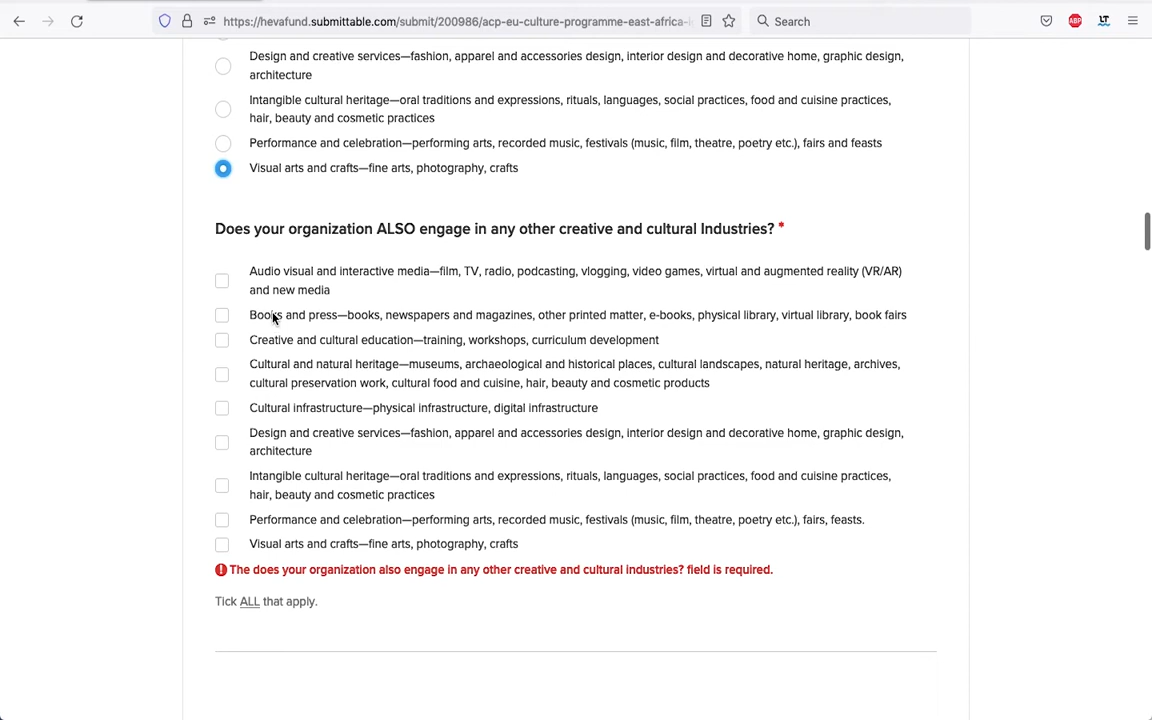 https://hevafund.submittable.com/submit/200986/acp-eu-culture-programme-east-africa-
Search
ABP
LT
Design and creative services—fashion, apparel and accessories design, interior design and decorative home, graphic design,
architecture
Intangible cultural heritage—oral traditions and expressions, rituals, languages, social practices, food and cuisine practices,
hair, beauty and cosmetic practices
Performance and celebration—performing arts, recorded music, festivals (music, film, theatre, poetry etc.), fairs and feasts
Visual arts and crafts—fine arts, photography, crafts
Does your organization ALSO engage in any other creative and cultural Industries? *
Audio visual and interactive media—film, TV, radio, podcasting, vlogging, video games, virtual and augmented reality (VR/AR)
and new media
Books and press—books, newspapers and magazines, other printed matter, e-books, physical library, virtual library, book fairs
Creative and cultural education—training, workshops, curriculum development
Cultural and natural heritage—museums, archaeological and historical places, cultural landscapes, natural heritage, archives,
cultural preservation work, cultural food and cuisine, hair, beauty and cosmetic products
Cultural infrastructure—physical infrastructure, digital infrastructure
Design and creative services—fashion, apparel and accessories design, interior design and decorative home, graphic design,
architecture
Intangible cultural heritage—oral traditions and expressions, rituals, languages, social practices, food and cuisine practices,
hair, beauty and cosmetic practices
Performance and celebration—performing arts, recorded music, festivals (music, film, theatre, poetry etc.), fairs, feasts.
Visual arts and crafts—fine arts, photography, crafts
The does your organization also engage in any other creative and cultural industries? field is required.
Tick ALL that apply.